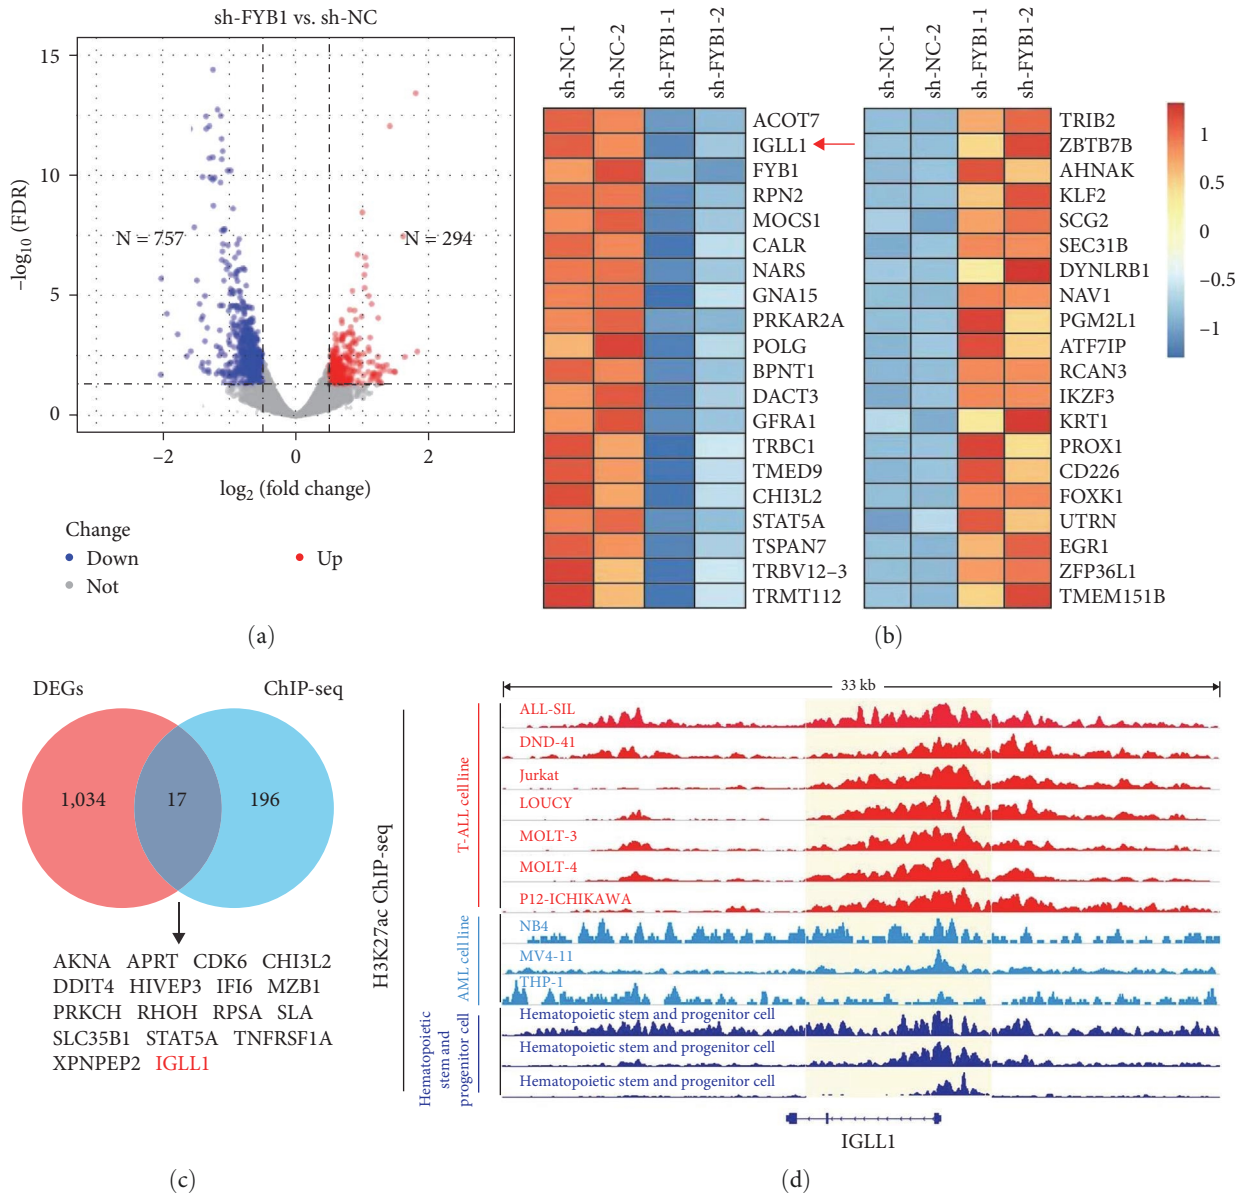 sh-FYB1 vs. sh-NC
15
10
5
0
−log10 (FDR)
N = 757
N = 294
−2
0
2
log2 (fold change)
Change
Down
Up
Not
(a)
sh-NC-1
sh-NC-2
sh-FYB1-1
sh-FYB1-2
ACOT7
IGLL1
FYB1
RPN2
MOCS1
CALR
NARS
GNA15
PRKAR2A
POLG
BPNT1
DACT3
GFRA1
TRBC1
TMED9
CHI3L2
STAT5A
TSPAN7
TRBV12−3
TRMT112
sh-NC-1
sh-NC-2
sh-FYB1-1
sh-FYB1-2
TRIB2
ZBTB7B
AHNAK
KLF2
SCG2
SEC31B
DYNLRB1
NAV1
PGM2L1
ATF7IP
RCAN3
IKZF3
KRT1
PROX1
CD226
FOXK1
UTRN
EGR1
ZFP36L1
TMEM151B
1
0.5
0
−0.5
−1
(b)
DEGs
ChIP-seq
1,034
17
196
AKNA APRT CDK6 CHI3L2
DDIT4 HIVEP3 IFI6 MZB1
PRKCH RHOH RPSA SLA
SLC35B1 STAT5A TNFRSF1A
XPNPEP2 IGLL1
(c)
33 kb
H3K27ac ChIP-seq
T-ALL cell line
ALL-SIL
DND-41
Jurkat
LOUCY
MOLT-3
MOLT-4
P12-ICHIKAWA
AML cell line
NB4
MV4-11
THP-1
Hematopoietic
stem and
progenitor cell
Hematopoietic stem and progenitor cell
Hematopoietic stem and progenitor cell
Hematopoietic stem and progenitor cell
IGLL1
(d)